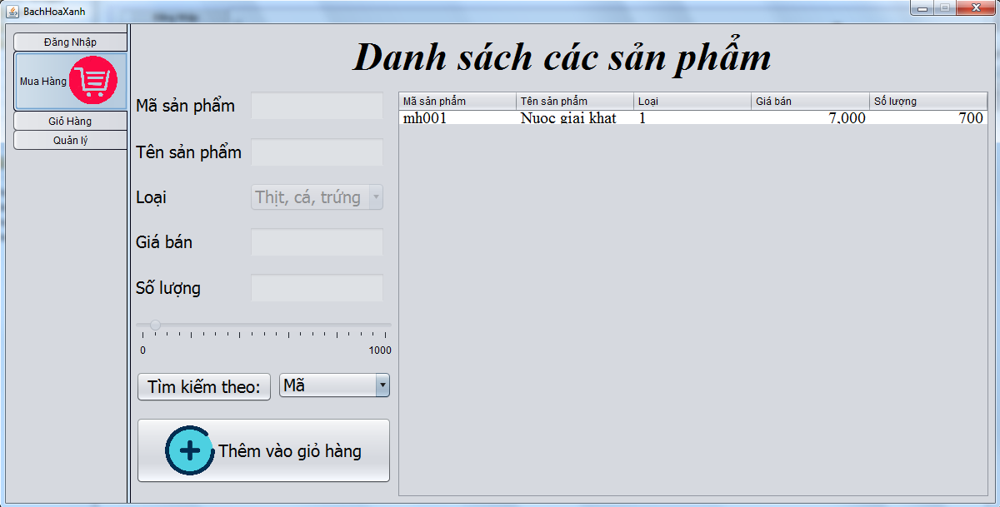 BachHoaXanh
Đăng Nhập
Mua Hàng
Giỏ Hàng
Quản lý
Danh sách các sản phẩm
Mã sản phẩm
Tên sản phẩm
Loại
Thịt, cá, trứng
Giá bán
Số lượng
0 1000
Tìm kiếm theo: Mã
Thêm vào giỏ hàng
Mã sản phẩm Tên sản phẩm Loại Giá bán Số lượng
mh001 Nuoc giai khat 1 7,000 700